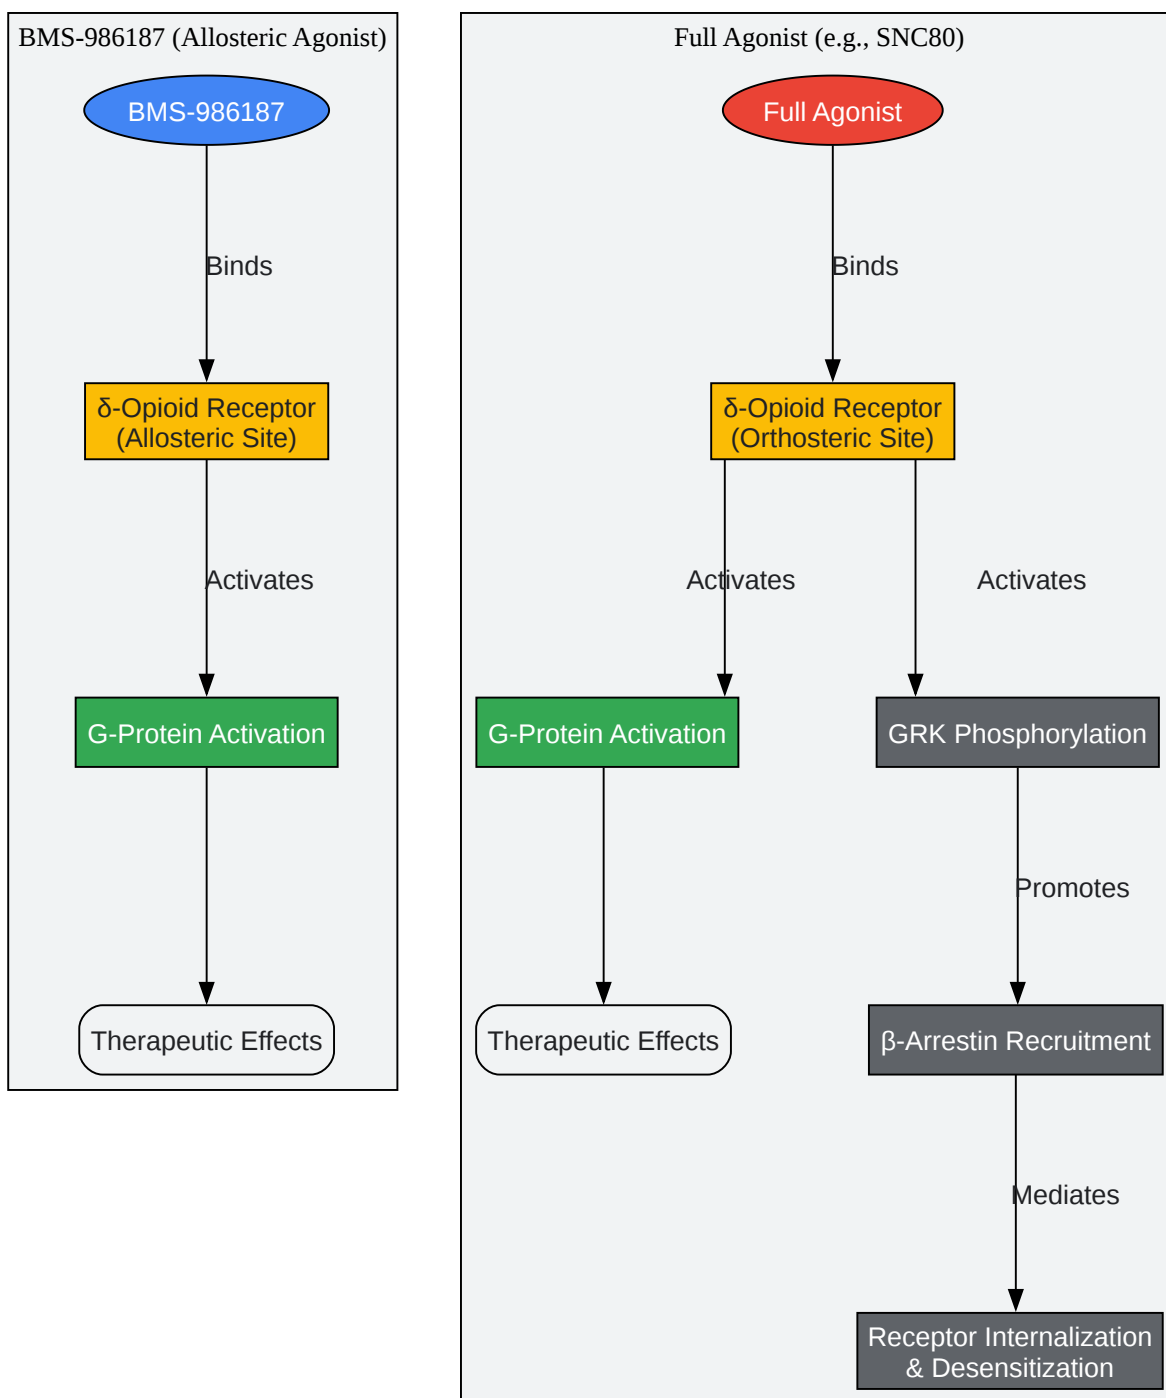 BMS-986187 (Allosteric Agonist)
BMS-986187
Binds
δ-Opioid Receptor
(Allosteric Site)
Activates
G-Protein Activation
Therapeutic Effects
Full Agonist (e.g., SNC80)
Full Agonist
Binds
δ-Opioid Receptor
(Orthosteric Site)
Activates
Activates
G-Protein Activation
GRK Phosphorylation
Promotes
Therapeutic Effects
β-Arrestin Recruitment
Mediates
Receptor Internalization
& Desensitization